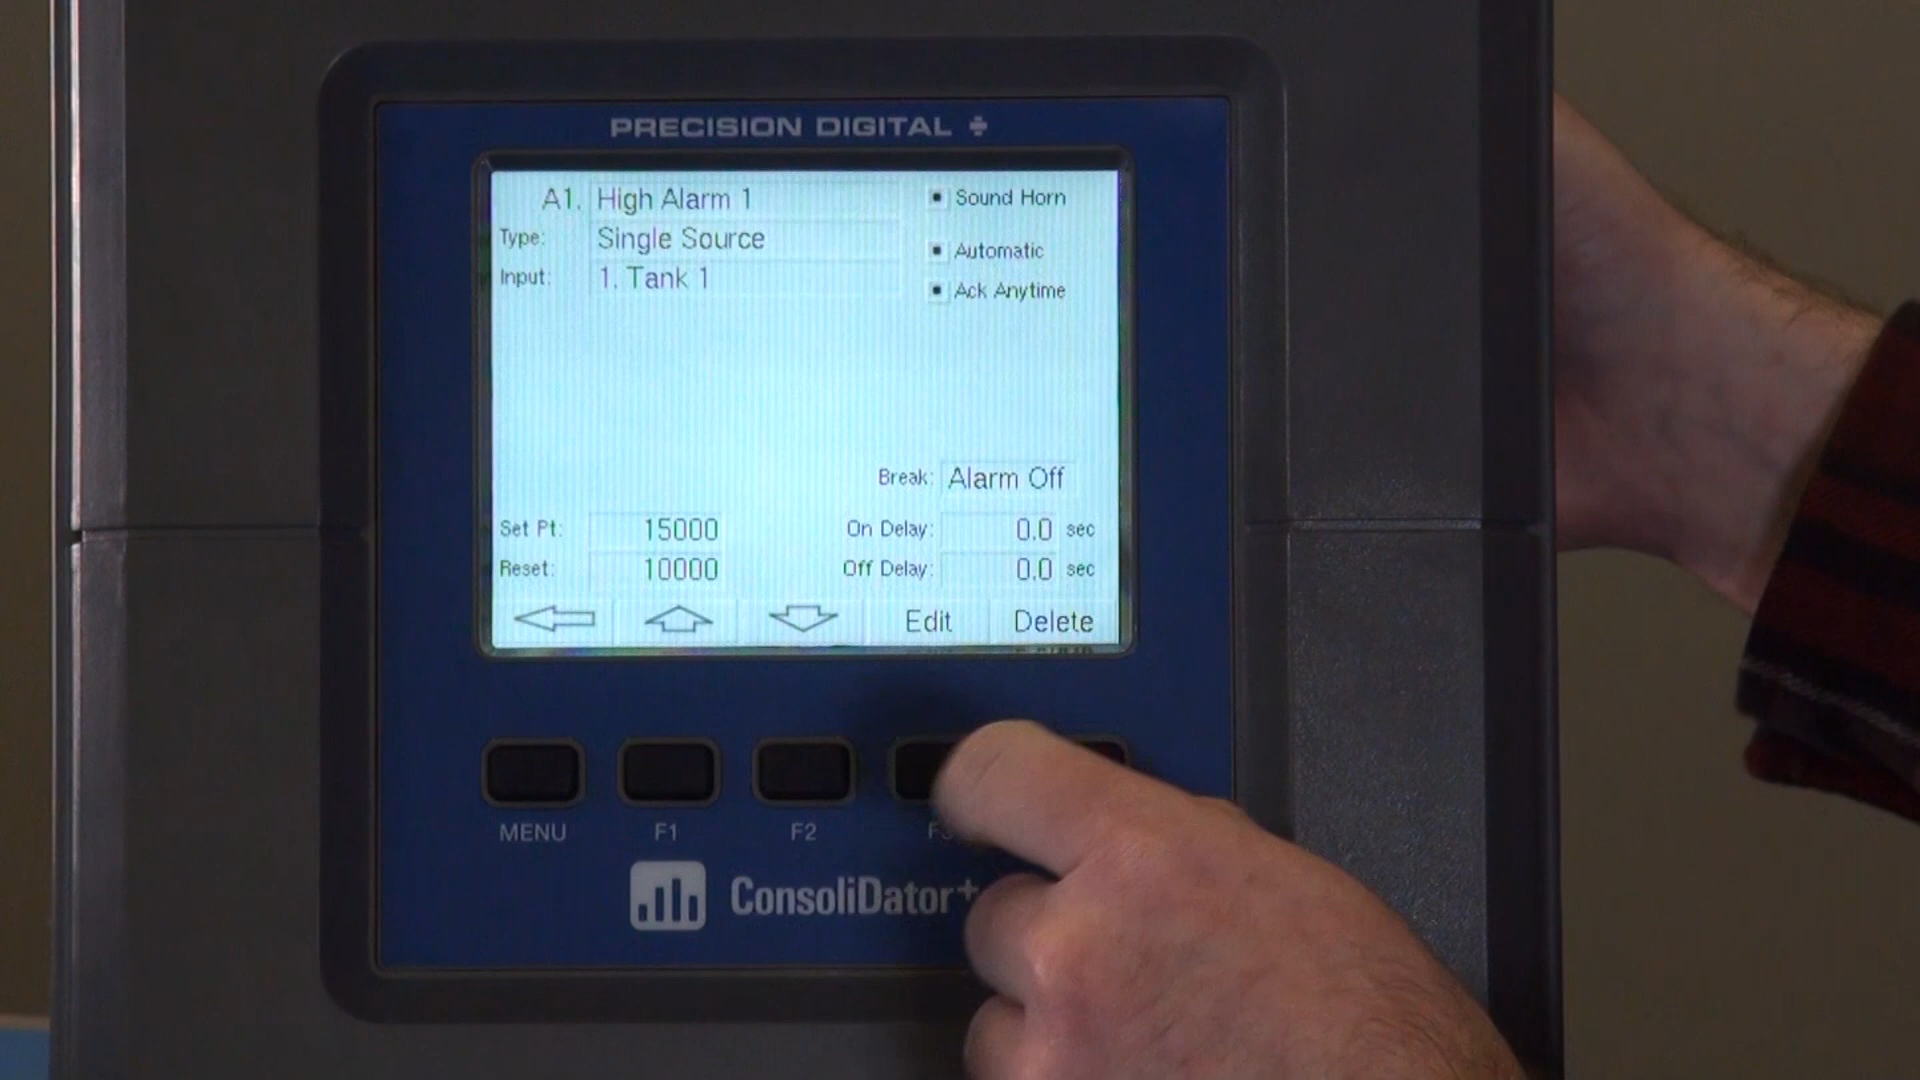 PRECISION DIGITAL
A1. High Alarm 1
Sound Horn
Type: Single Source
Automatic
Input: 1. Tank 1
Ack Anytime
Break: Alarm Off
Set Pt: 15000 On Delay: 0.0 sec
Reset: 10000 Off Delay: 0.0 sec
Edit Delete
MENU F1 F2
ConsoliDator+